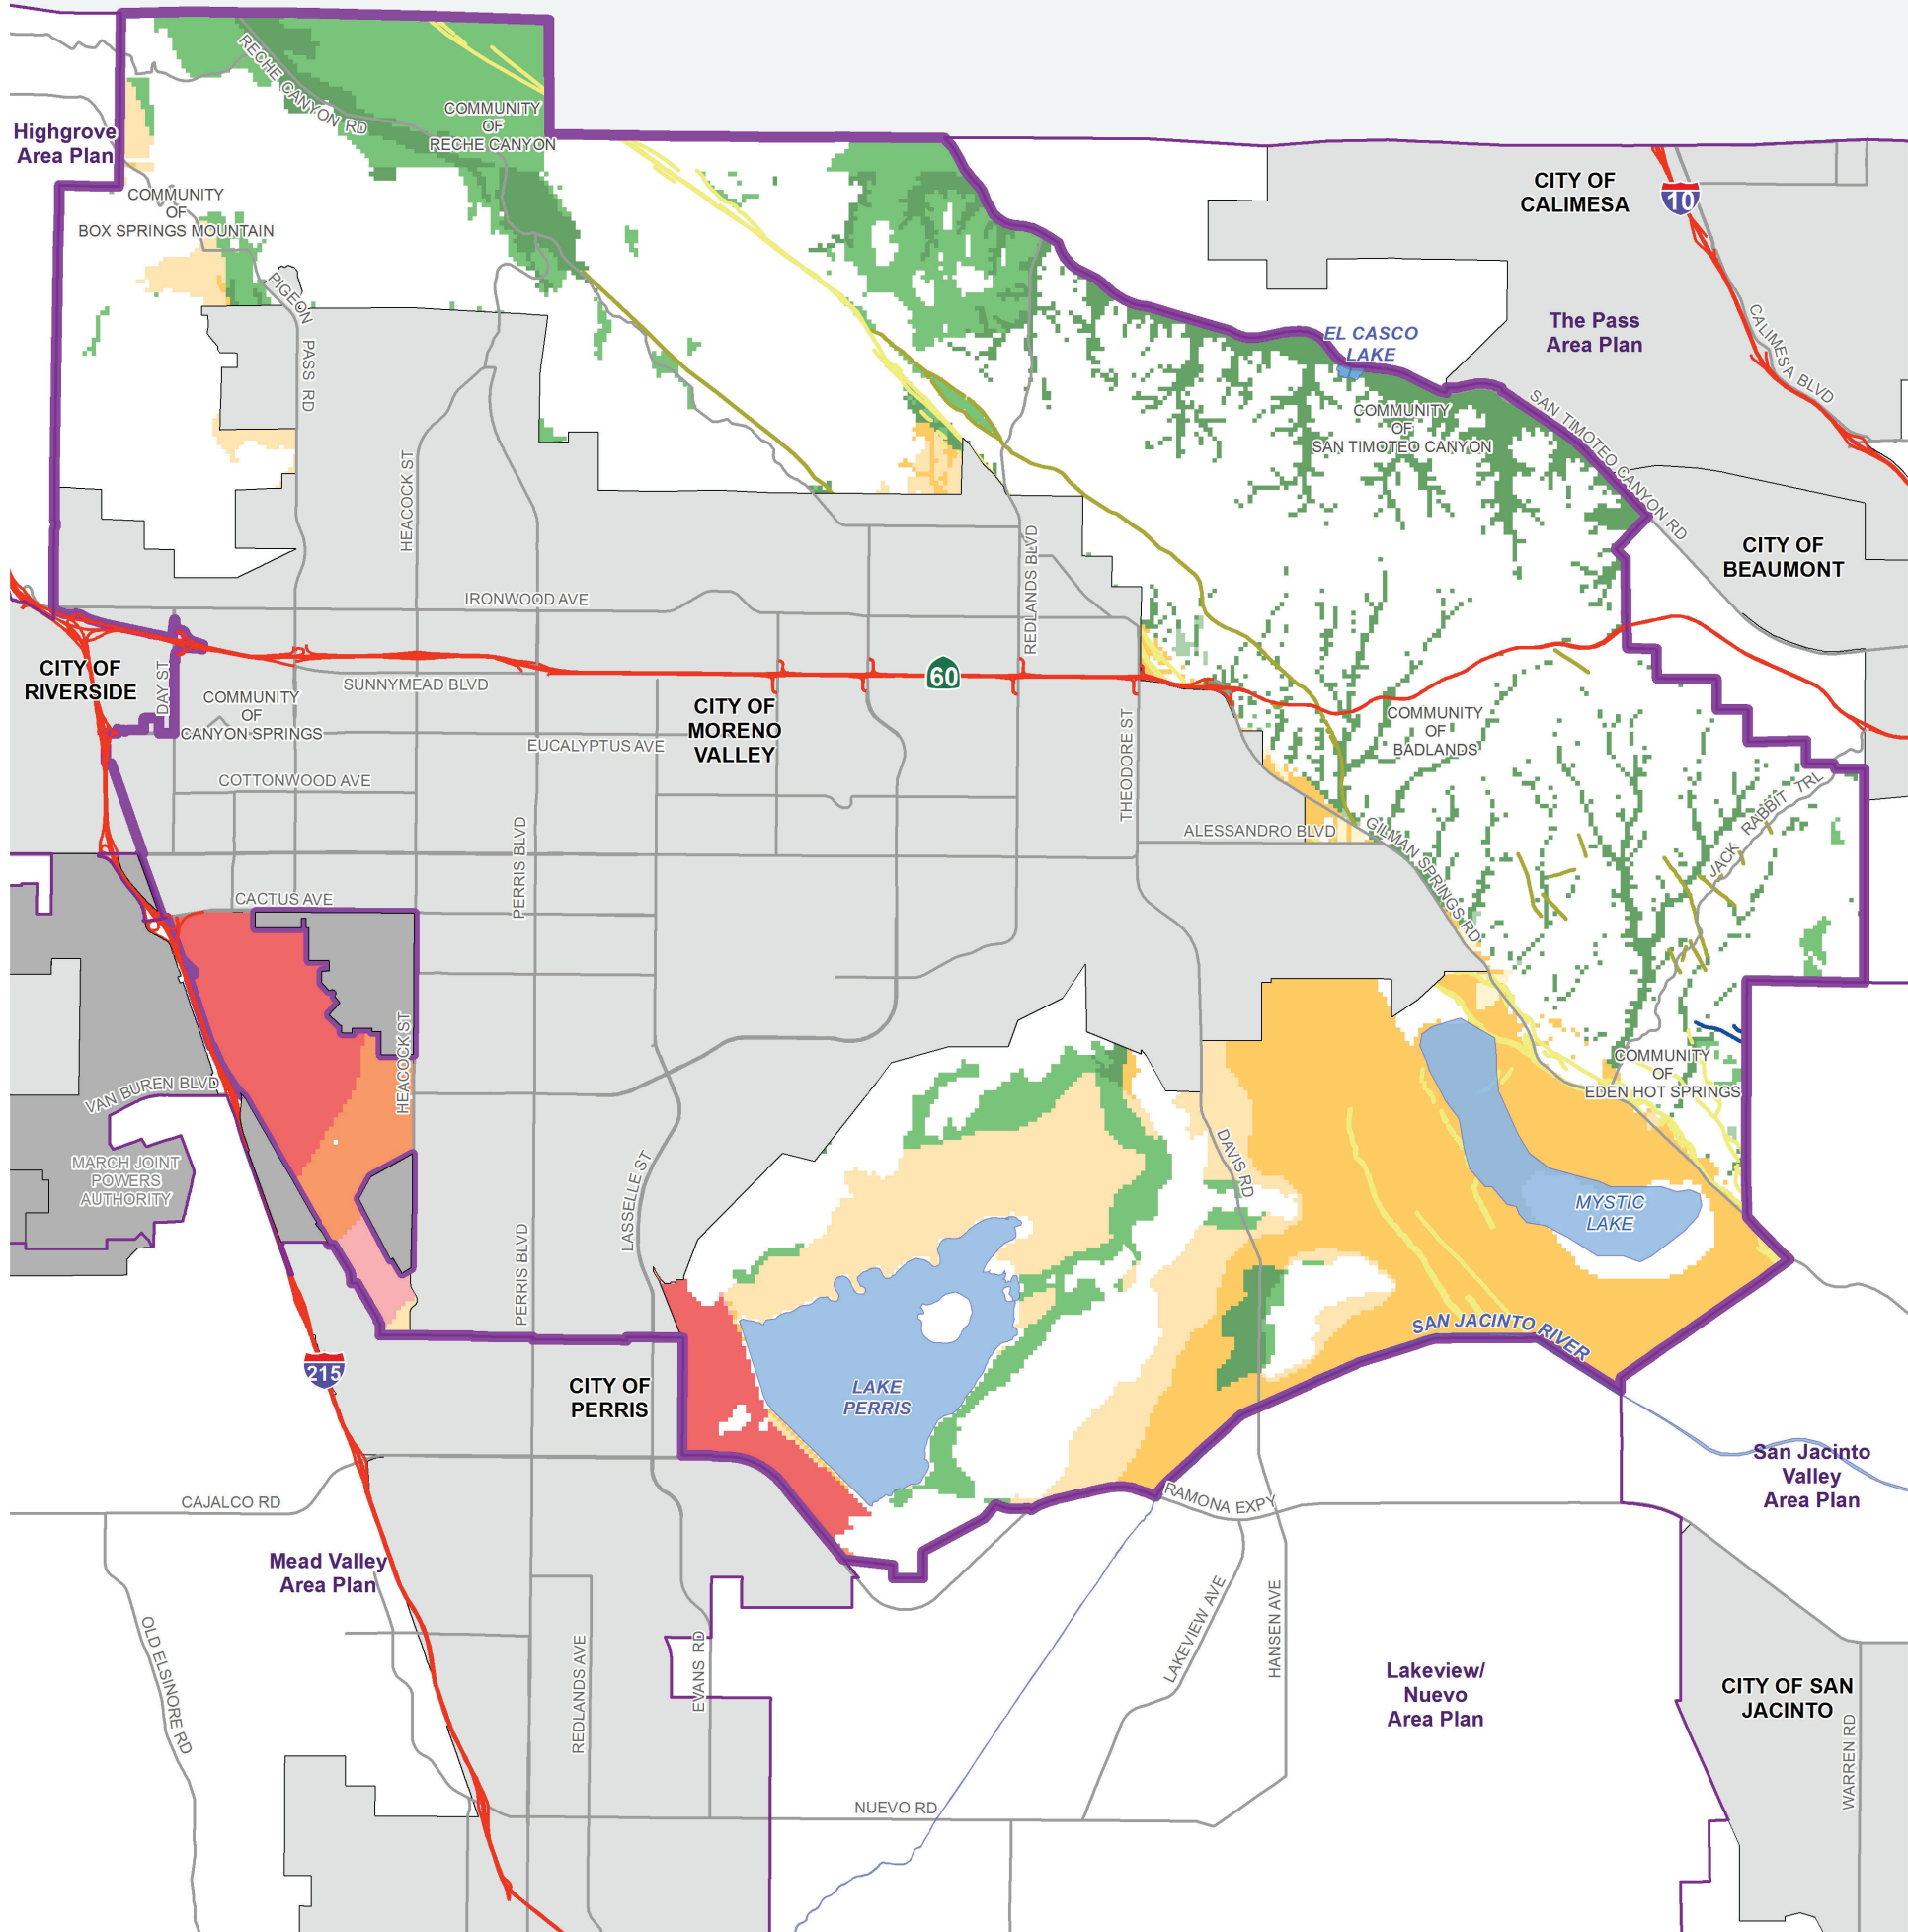 RECHE CANYON RD
COMMUNITY
OF
RECHE CANYON
Highgrove
Area Plan
COMMUNITY
OF
BOX SPRINGS MOUNTAIN
CITY OF
CALIMESA
10
PIGEON
PASS RD
EL CASCO
LAKE
The Pass
Area Plan
CALIMESA BLVD
COMMUNITY
OF
SAN TIMOTEO CANYON
SAN TIMOTEO CANYON RD
HEACOCK ST
REDLANDS BLVD
CITY OF
BEAUMONT
IRONWOOD AVE
CITY OF
RIVERSIDE
DAY ST
SUNNYMEAD BLVD
60
COMMUNITY
OF
CANYON SPRINGS
CITY OF
MORENO
VALLEY
EUCALYPTUS AVE
THEODORE ST
COMMUNITY
OF
BADLANDS
COTTONWOOD AVE
PERRIS BLVD
ALESSANDRO BLVD
GILMAN SPRINGS RD
JACK RABBIT TRL
CACTUS AVE
HEACOCK ST
VAN BUREN BLVD
COMMUNITY
OF
EDEN HOT SPRINGS
MARCH JOINT
POWERS
AUTHORITY
LASSELLE ST
DAVIS RD
MYSTIC
LAKE
PERRIS BLVD
SAN JACINTO RIVER
215
CITY OF
PERRIS
LAKE
PERRIS
San Jacinto
Valley
Area Plan
CAJALCO RD
RAMONA EXPY
Mead Valley
Area Plan
OLD ELSINORE RD
REDLANDS AVE
EVANS RD
LAKEVIEW AVE
HANSEN AVE
Lakeview/
Nuevo
Area Plan
CITY OF SAN
JACINTO
WARREN RD
NUEVO RD